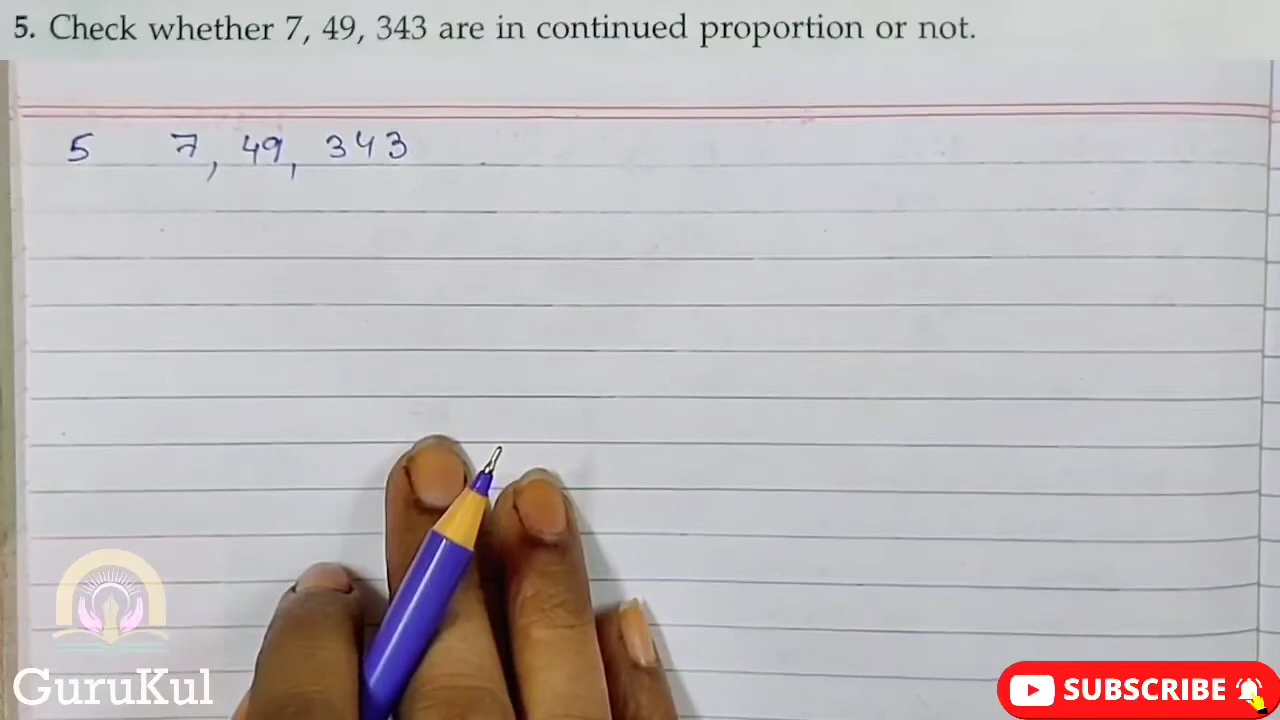 5. Check whether 7, 49, 343 are in continued proportion or not.
5 7, 49, 343
GuruKul
SUBSCRIBE